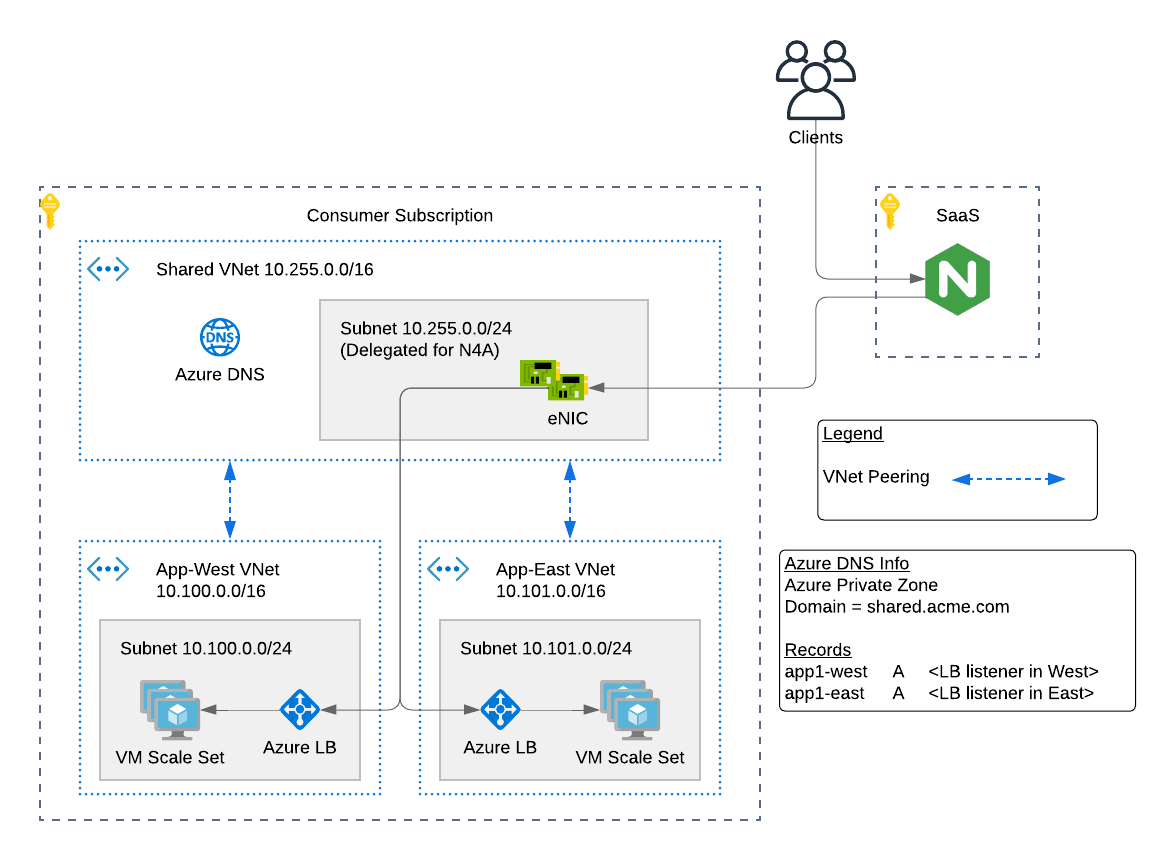 Clients
Consumer Subscription
SaaS
N
Shared VNet 10.255.0.0/16
DNS
Azure DNS
Subnet 10.255.0.0/24
(Delegated for N4A)
eNIC
Legend
VNet Peering
App-West VNet
10.100.0.0/16
Subnet 10.100.0.0/24
VM Scale Set
Azure LB
App-East VNet
10.101.0.0/16
Subnet 10.101.0.0/24
Azure LB
VM Scale Set
Azure DNS Info
Azure Private Zone
Domain = shared.acme.com
Records
app1-west A <LB listener in West>
app1-east A <LB listener in East>